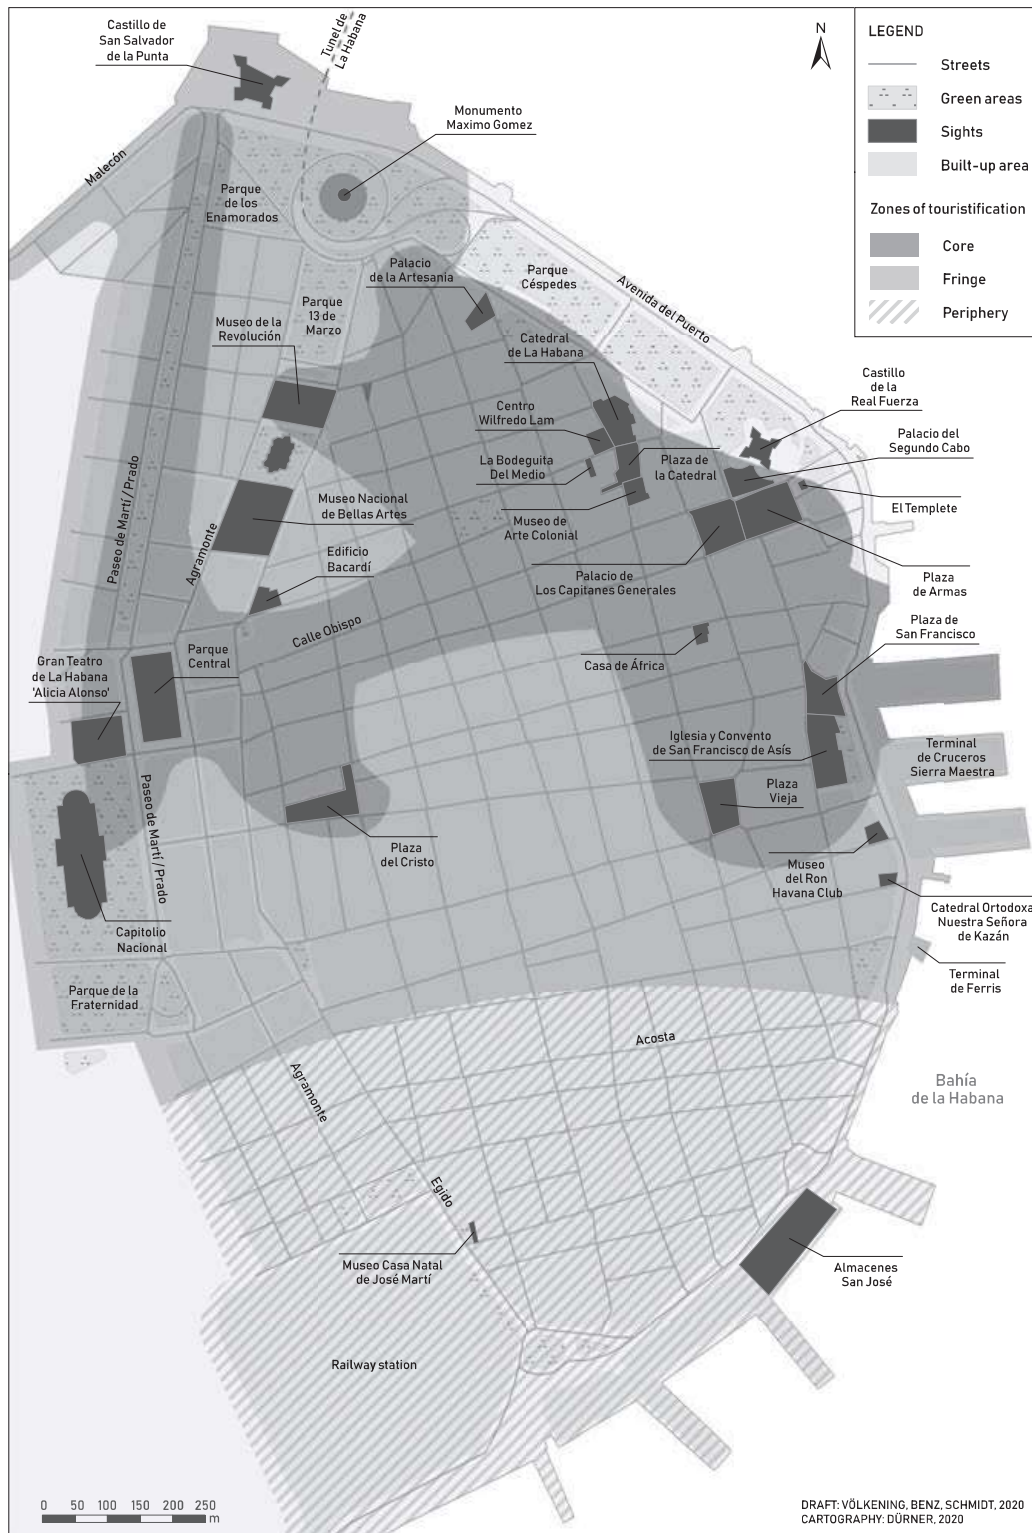 Castillo de
San Salvador
de la Punta
Tunel de
La Habana
N
LEGEND
Streets
Green areas
Sights
Built-up area
Zones of touristification
Core
Fringe
Periphery
Monumento
Maximo Gomez
Malecón
Parque
de los
Enamorados
Palacio
de la Artesania
Parque
Céspedes
Avenida del Puerto
Parque
13 de
Marzo
Museo de la
Revolución
Catedral
de La Habana
Castillo
de la
Real Fuerza
Centro
Wilfredo Lam
Palacio del
Segundo Cabo
La Bodeguita
Del Medio
Plaza de
la Catedral
El Templete
Paseo de Martí / Prado
Agramonte
Museo Nacional
de Bellas Artes
Museo de
Arte Colonial
Edificio
Bacardí
Palacio de
Los Capitanes Generales
Plaza
de Armas
Calle Obispo
Plaza de
San Francisco
Parque
Central
Gran Teatro
de La Habana
'Alicia Alonso'
Casa de África
Iglesia y Convento
de San Francisco de Asís
Terminal
de Cruceros
Sierra Maestra
Plaza
Vieja
Paseo de Martí / Prado
Plaza
del Cristo
Museo
del Ron
Havana Club
Capitolio
Nacional
Catedral Ortodoxa
Nuestra Señora
de Kazán
Terminal
de Ferris
Parque de la
Fraternidad
Acosta
Agramonte
Bahía
de la Habana
Egido
Museo Casa Natal
de José Martí
Almacenes
San José
Railway station
0 50 100 150 200 250
m
DRAFT: VÖLKENING, BENZ, SCHMIDT, 2020
CARTOGRAPHY: DÜRNER, 2020